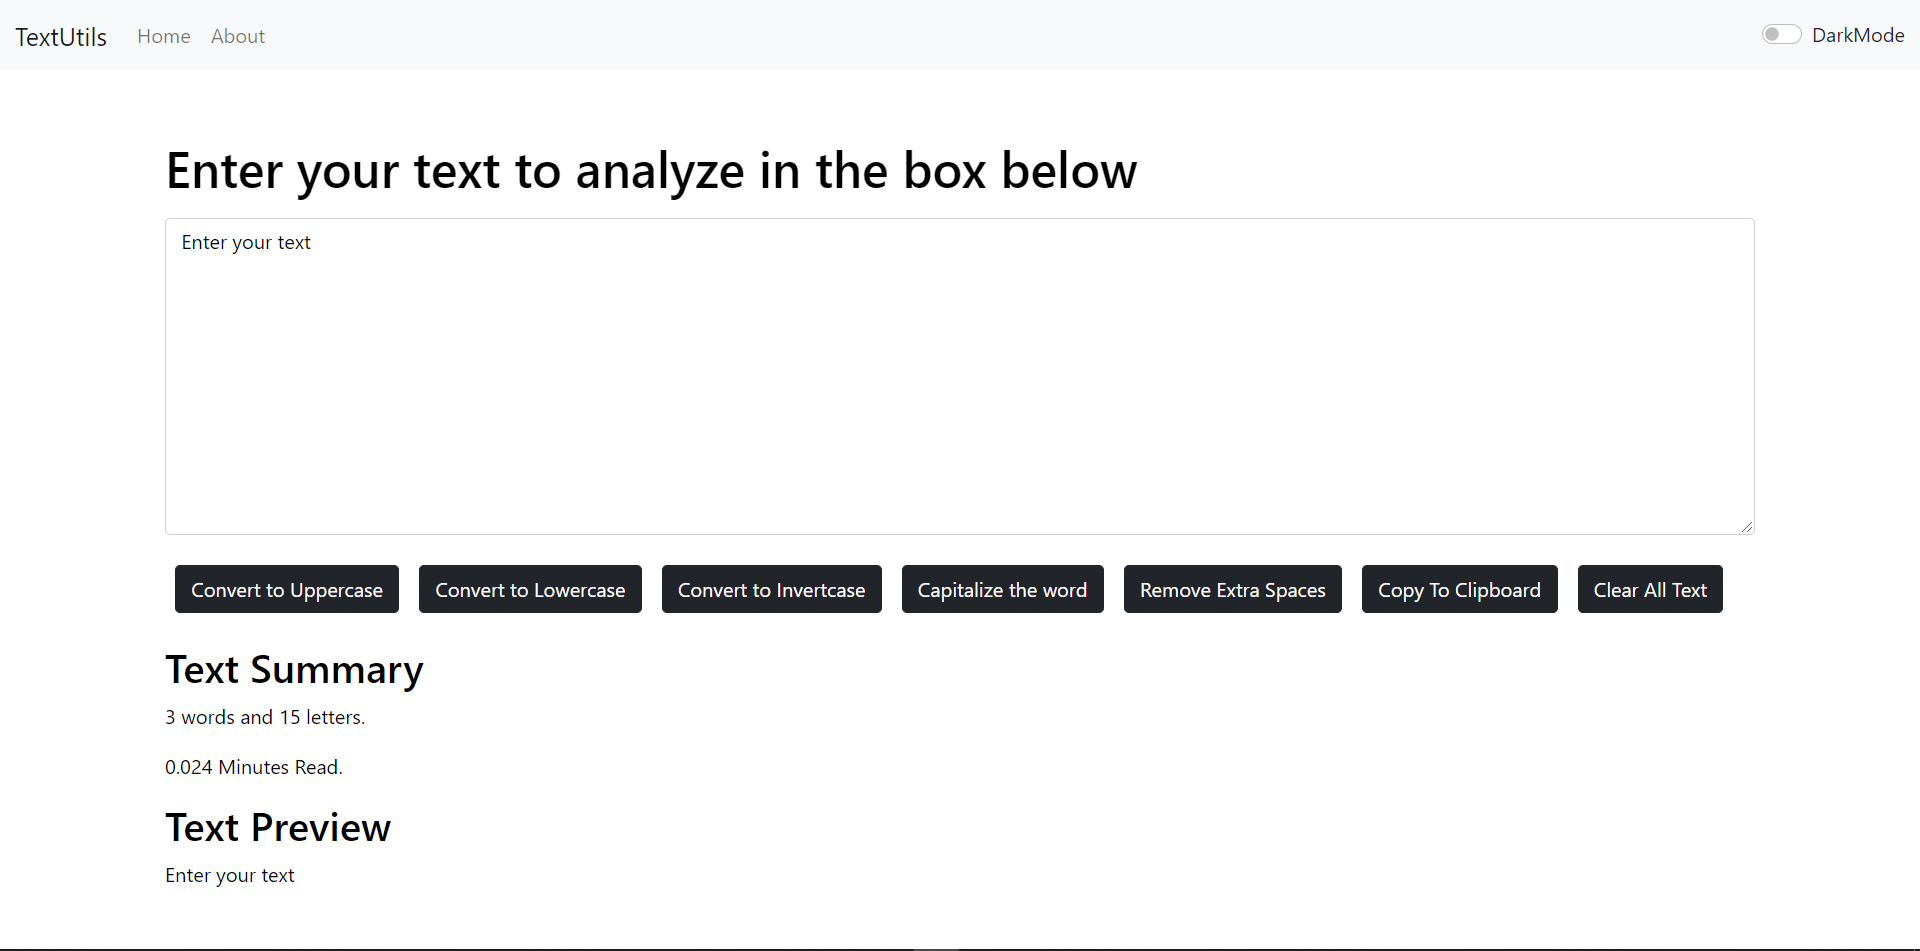 TextUtils Home About DarkMode
Enter your text to analyze in the box below
Enter your text
Convert to Uppercase Convert to Lowercase Convert to Invertcase Capitalize the word Remove Extra Spaces Copy To Clipboard Clear All Text
Text Summary
3 words and 15 letters.
0.024 Minutes Read.
Text Preview
Enter your text